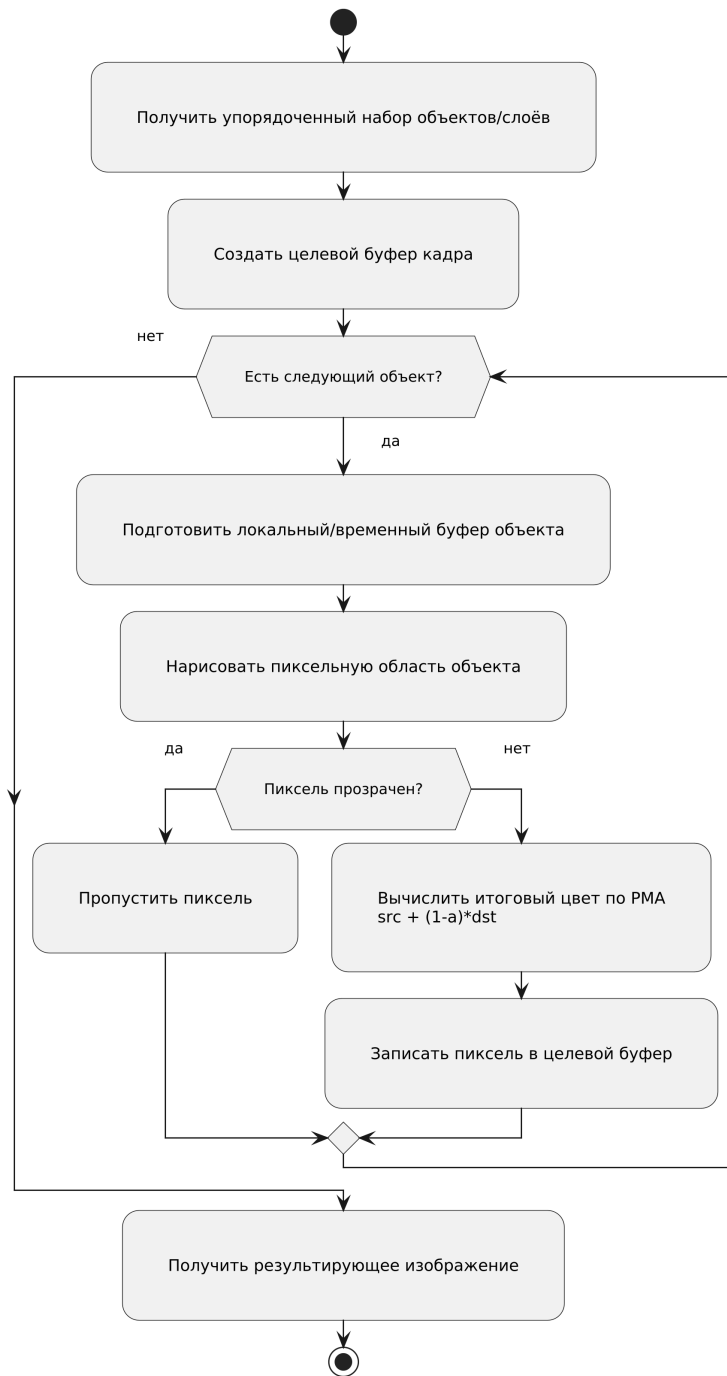 Получить упорядоченный набор объектов/слоёв
Создать целевой буфер кадра
нет
Есть следующий объект?
да
Подготовить локальный/временный буфер объекта
Нарисовать пиксельную область объекта
да
нет
Пиксель прозрачен?
Пропустить пиксель
Вычислить итоговый цвет по PMA
src + (1-a)*dst
Записать пиксель в целевой буфер
Получить результирующее изображение